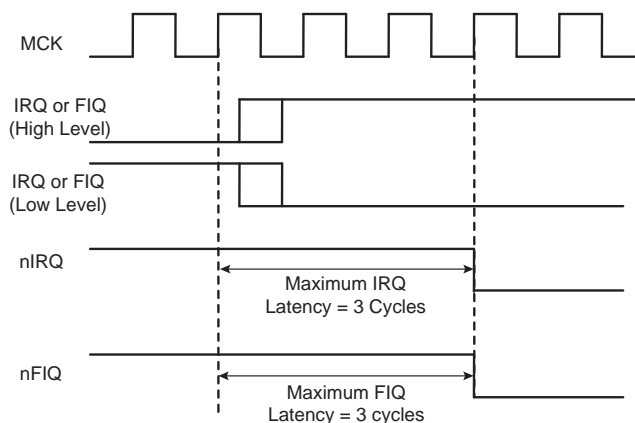 MCK
IRQ or FIQ
(High Level)
IRQ or FIQ
(Low Level)
nIRQ
Maximum IRQ
Latency = 3 Cycles
nFIQ
Maximum FIQ
Latency = 3 cycles